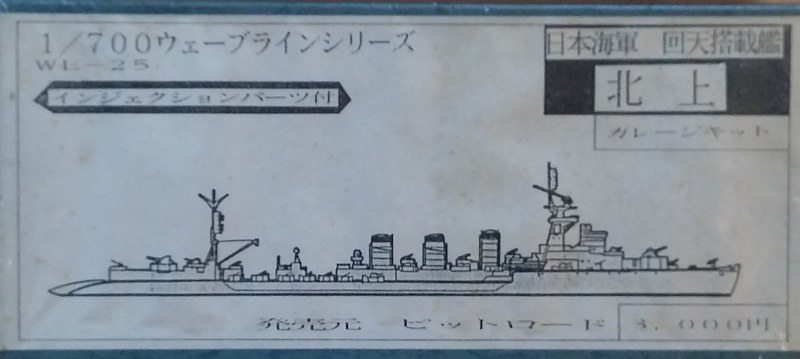 1/700ウェーブラインシリーズ
WL-25
インジェクションパーツ付
日本海軍 回天搭載艦
北上
ガレージキット
発売元 ピットロード
3,000円